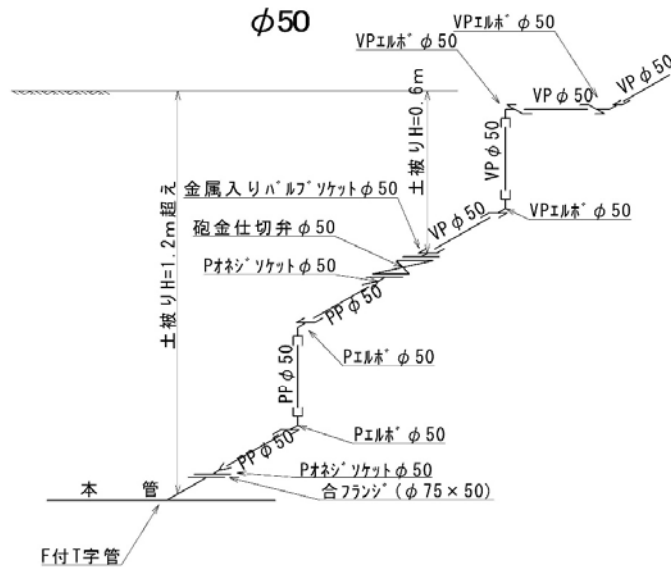 φ50
VPエルボφ50
VPエルボφ50
VPφ50
VPφ50
土被りH=0.6m
VPφ50
金属入りバルブソケットφ50
VPφ50
VPエルボφ50
砲金仕切弁φ50
Pオネジソケットφ50
土被りH=1.2m超え
PPφ50
PPφ50
Pエルボφ50
PPφ50
Pエルボφ50
Pオネジソケットφ50
本 管
合フランジ(φ75×50)
F付T字管